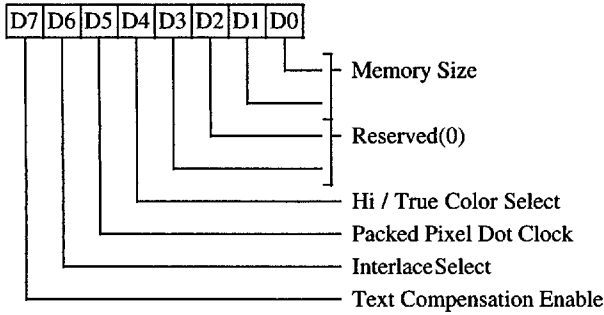 D7 D6 D5 D4 D3 D2 D1 D0
Memory Size
Reserved(0)
Hi / True Color Select
Packed Pixel Dot Clock
InterlaceSelect
Text Compensation Enable